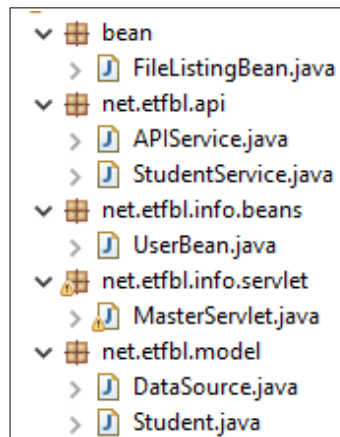 bean
FileListingBean.java
net.etfbl.api
APIService.java
StudentService.java
net.etfbl.info.beans
UserBean.java
net.etfbl.info.servlet
MasterServlet.java
net.etfbl.model
DataSource.java
Student.java